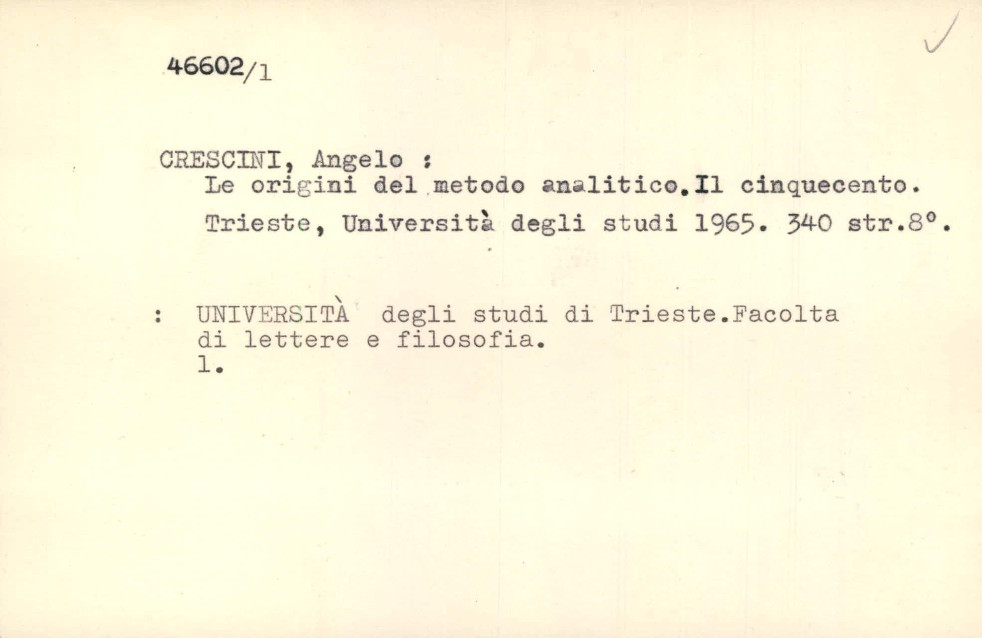 46602/1
CRESCINI, Angelo :
Le origini del metodo analitico.Il cinquecento.
Trieste, Università degli studi 1965. 340 str.8°.
: UNIVERSITÀ degli studi di Trieste.Facolta
di lettere e filosofia.
1.